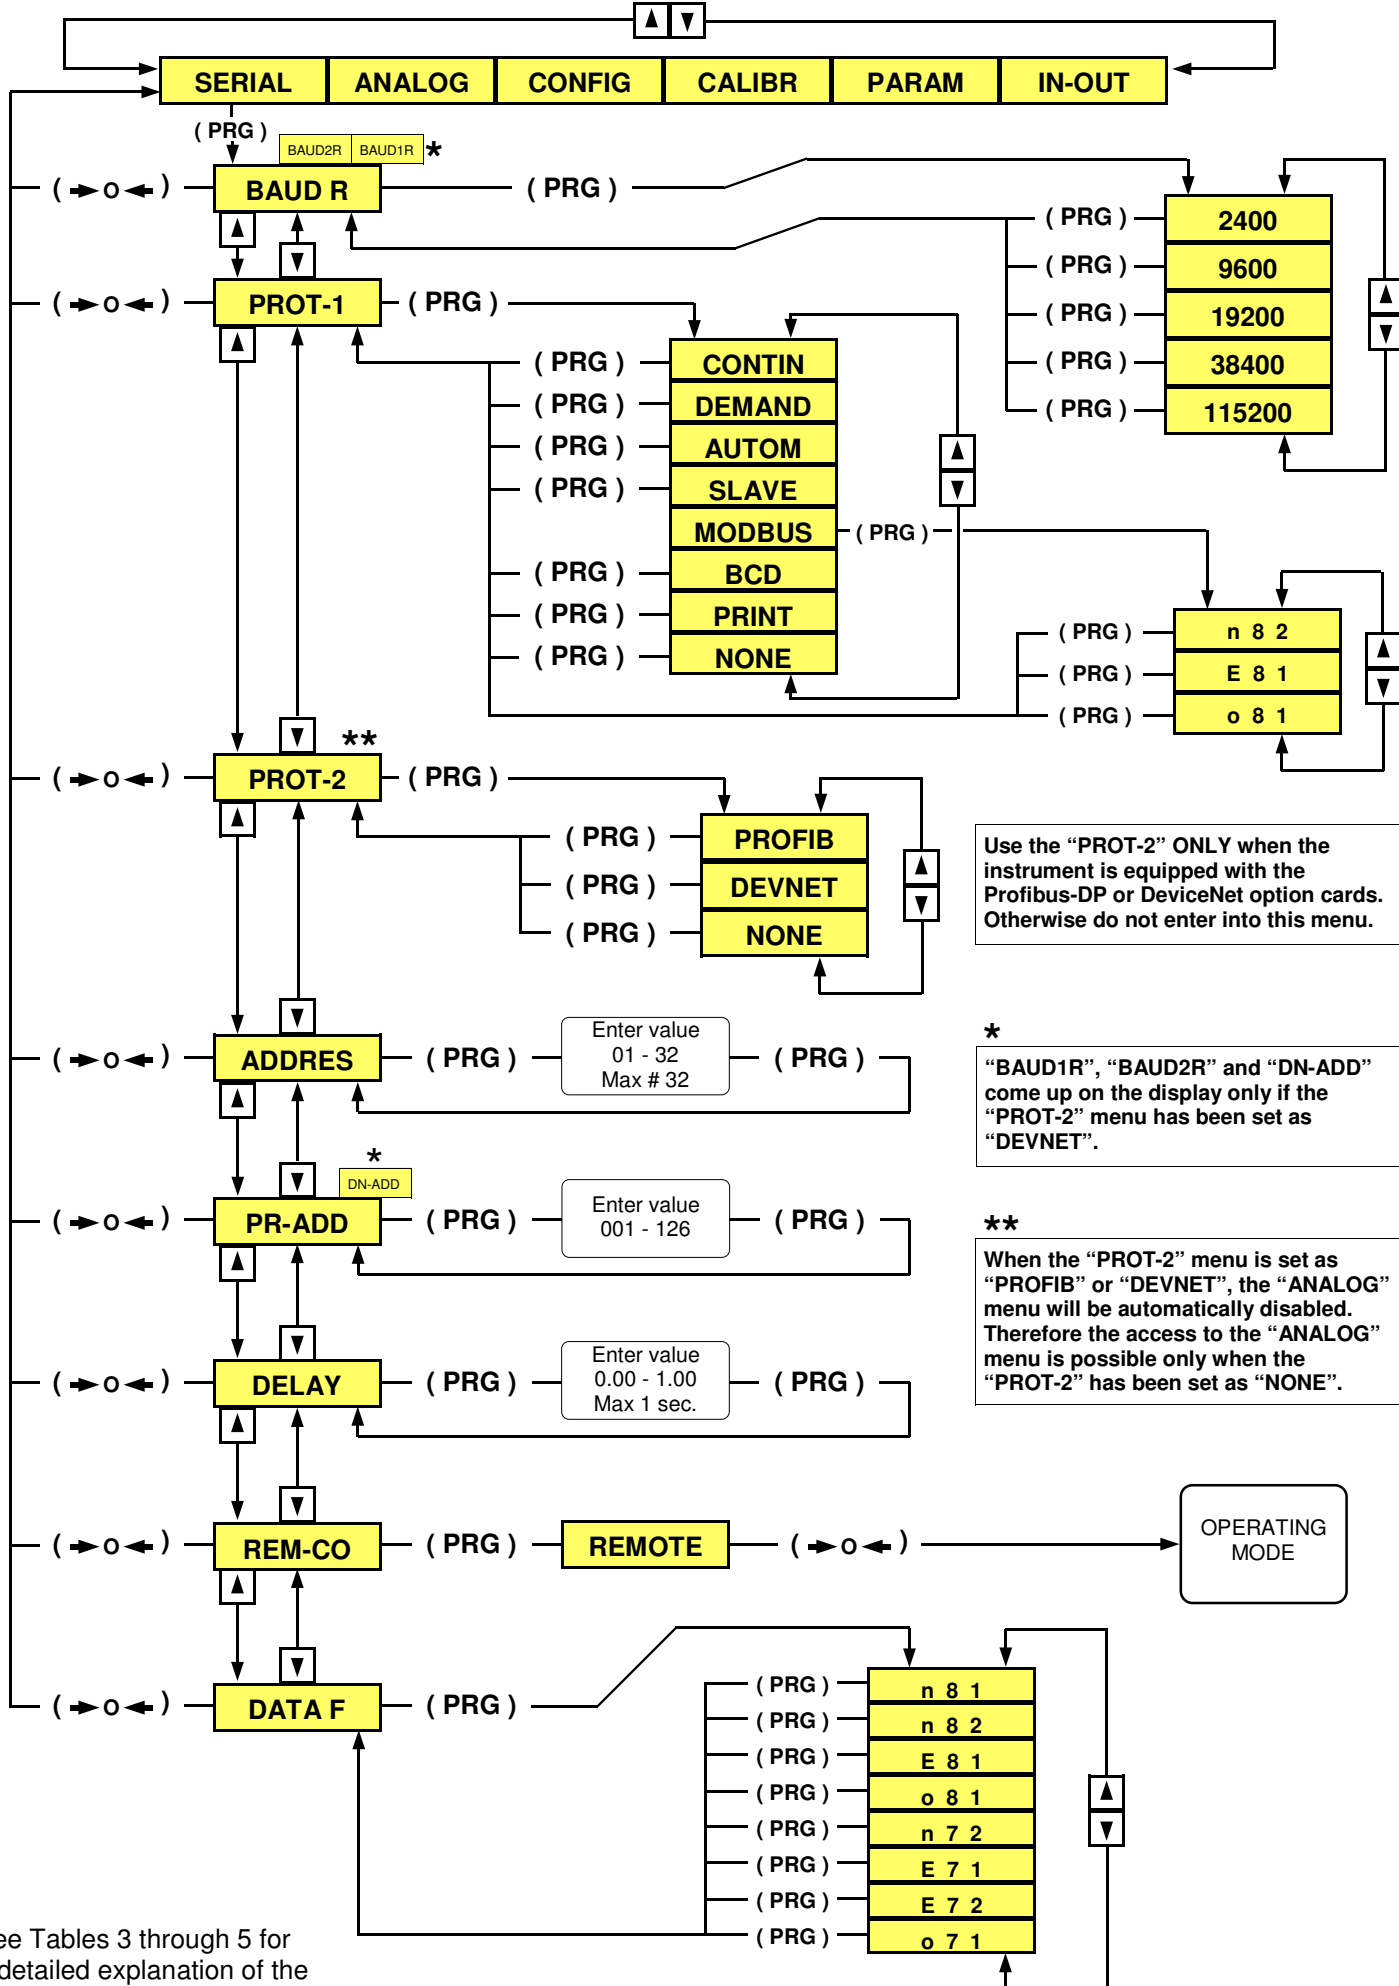 ▲ ▼
SERIAL ANALOG CONFIG CALIBR PARAM IN-OUT
( PRG )
BAUD2R BAUD1R *
( ➔ o ← ) BAUD R ( PRG )
▲
▼
( PRG ) 2400
( PRG ) 9600
( PRG ) 19200
( PRG ) 38400
( PRG ) 115200
▲
▼
( ➔ o ← ) PROT-1 ( PRG )
▲
( PRG ) CONTIN
( PRG ) DEMAND
( PRG ) AUTOM
( PRG ) SLAVE
MODBUS ( PRG )
( PRG ) BCD
( PRG ) PRINT
( PRG ) NONE
▲
▼
( PRG ) n 8 2
( PRG ) E 8 1
( PRG ) o 8 1
▲
▼
▼ **
( ➔ o ← ) PROT-2 ( PRG )
▲
( PRG ) PROFIB
( PRG ) DEVNET
( PRG ) NONE
▲
▼
Use the “PROT-2” ONLY when the
instrument is equipped with the
Profibus-DP or DeviceNet option cards.
Otherwise do not enter into this menu.
▼
( ➔ o ← ) ADDRES ( PRG )
▲
Enter value
01 - 32
Max # 32
( PRG )
*
“BAUD1R”, “BAUD2R” and “DN-ADD”
come up on the display only if the
“PROT-2” menu has been set as
“DEVNET”.
*
▼ DN-ADD
( ➔ o ← ) PR-ADD ( PRG )
▲
Enter value
001 - 126
( PRG )
**
When the “PROT-2” menu is set as
“PROFIB” or “DEVNET”, the “ANALOG”
menu will be automatically disabled.
Therefore the access to the “ANALOG”
menu is possible only when the
“PROT-2” has been set as “NONE”.
▼
( ➔ o ← ) DELAY ( PRG )
▲
Enter value
0.00 - 1.00
Max 1 sec.
( PRG )
▼
( ➔ o ← ) REM-CO ( PRG ) REMOTE ( ➔ o ← )
▲
OPERATING
MODE
▼
( ➔ o ← ) DATA F ( PRG )
( PRG ) n 8 1
( PRG ) n 8 2
( PRG ) E 8 1
( PRG ) o 8 1
( PRG ) n 7 2
( PRG ) E 7 1
( PRG ) E 7 2
( PRG ) o 7 1
▲
▼
ee Tables 3 through 5 for
detailed explanation of the